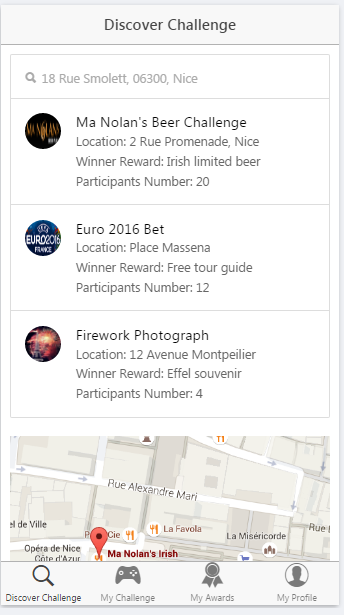 Discover Challenge
18 Rue Smolett, 06300, Nice
Ma Nolan's Beer Challenge
Location: 2 Rue Promenade, Nice
Winner Reward: Irish limited beer
Participants Number: 20
MA NOLANS
EURO2016
FRANCE
Euro 2016 Bet
Location: Place Massena
Winner Reward: Free tour guide
Participants Number: 12
Firework Photograph
Location: 12 Avenue Montpeilier
Winner Reward: Effel souvenir
Participants Number: 4
Rue Alexandre Mari
el de Ville
Cie
La Favola
La Miséricorde
Opéra de Nice
Côte d'Azur
Ma Nolan's Irish
Discover Challenge
My Challenge
My Awards
My Profile